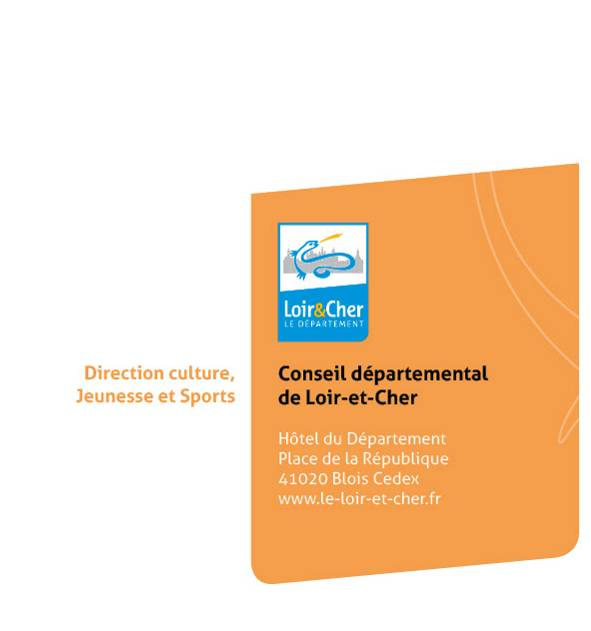 Loir&Cher
LE DÉPARTEMENT
Direction culture,
Jeunesse et Sports
Conseil départemental
de Loir-et-Cher
Hôtel du Département
Place de la République
41020 Blois Cedex
www.le-loir-et-cher.fr